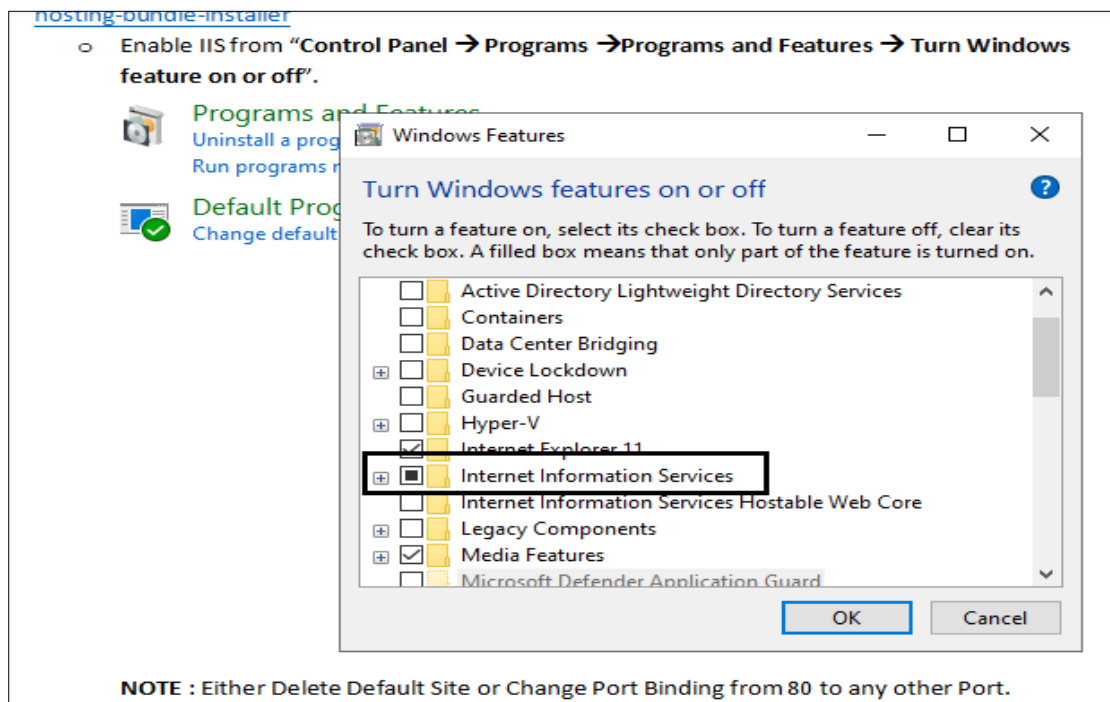 hosting-bundle-installer
o Enable IIS from “Control Panel → Programs →Programs and Features → Turn Windows
feature on or off”.
Programs and Features
Uninstall a prog
Run programs r
Default Prog
Change default
Windows Features
Turn Windows features on or off
To turn a feature on, select its check box. To turn a feature off, clear its
check box. A filled box means that only part of the feature is turned on.
Active Directory Lightweight Directory Services
Containers
Data Center Bridging
Device Lockdown
Guarded Host
Hyper-V
Internet Explorer 11
Internet Information Services
Internet Information Services Hostable Web Core
Legacy Components
Media Features
Microsoft Defender Application Guard
OK
Cancel
NOTE : Either Delete Default Site or Change Port Binding from 80 to any other Port.